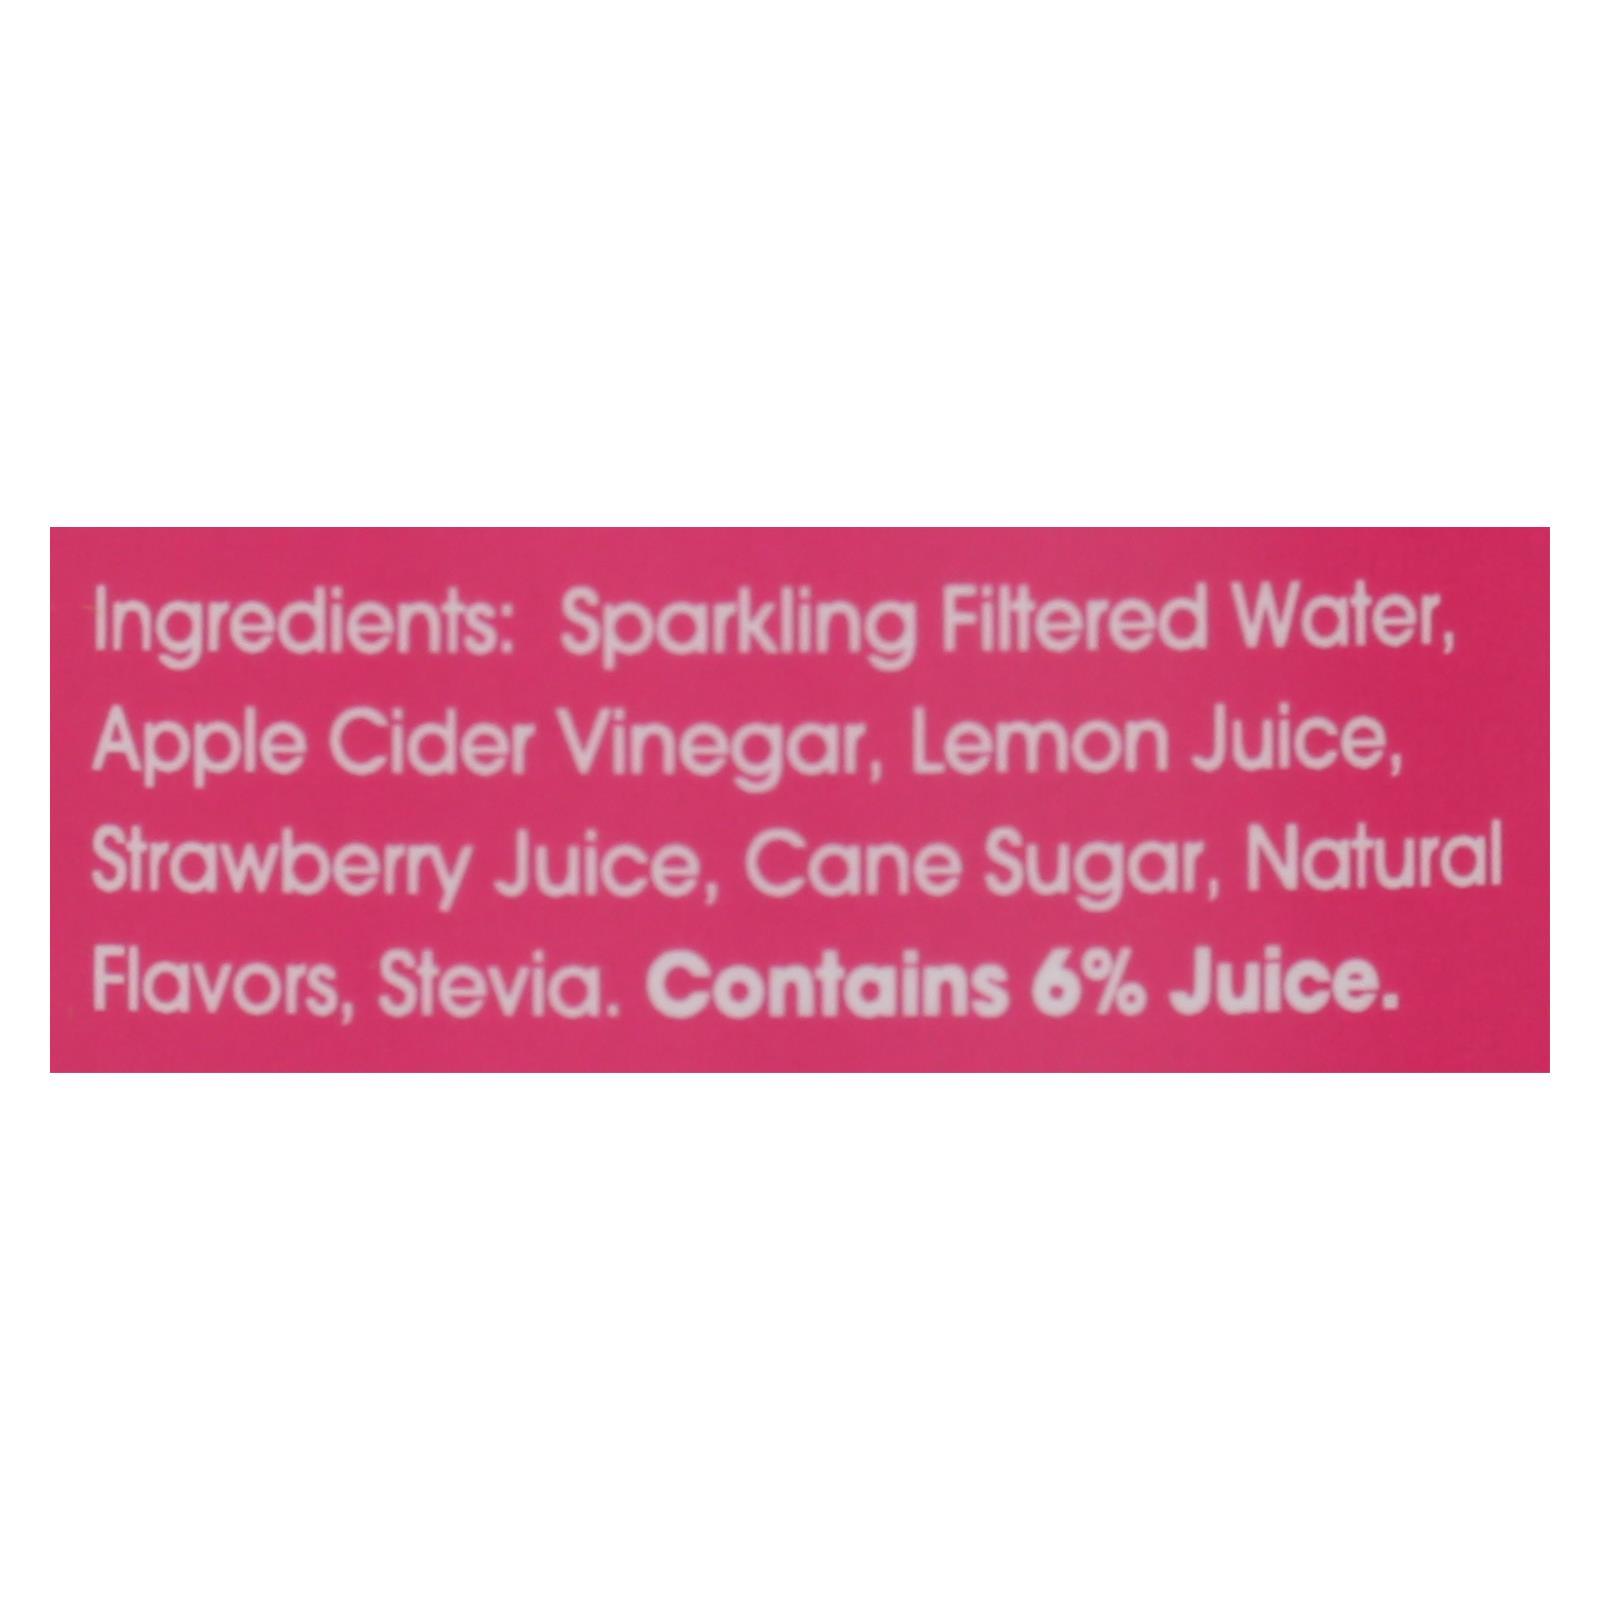 Ingredients:  Sparkling Filtered Water,
Apple Cider Vinegar, Lemon Juice,
Strawberry Juice, Cane Sugar, Natural
Flavors, Stevia. Contains 6% Juice.